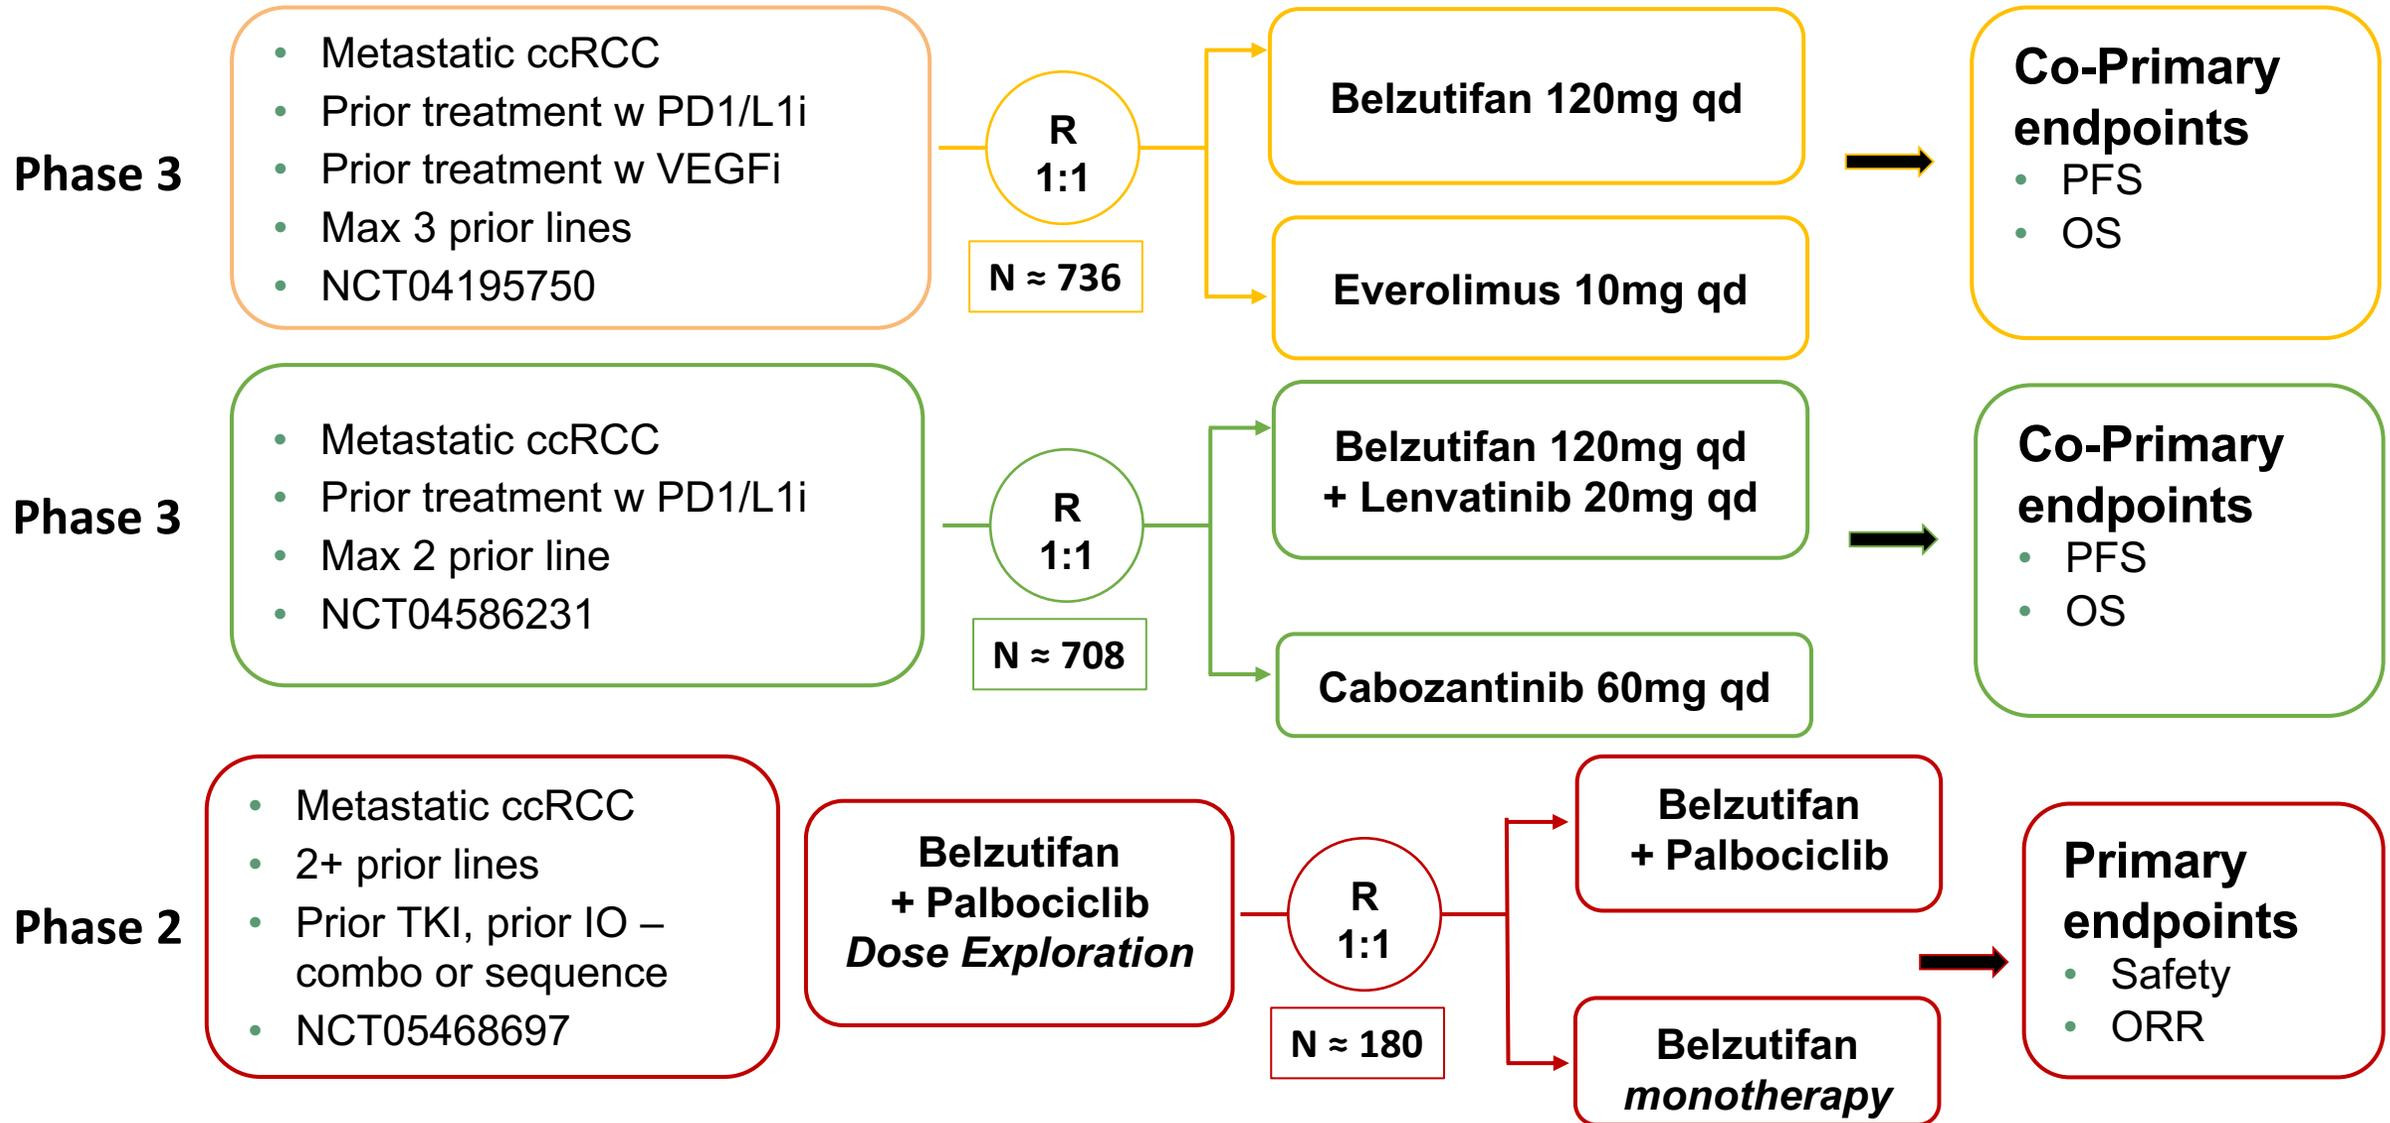 Phase 3
• Metastatic ccRCC
• Prior treatment w PD1/L1i
• Prior treatment w VEGFi
• Max 3 prior lines
• NCT04195750
R
1:1
N ≈ 736
Belzutifan 120mg qd
Everolimus 10mg qd
Co-Primary
endpoints
• PFS
• OS
Phase 3
• Metastatic ccRCC
• Prior treatment w PD1/L1i
• Max 2 prior line
• NCT04586231
R
1:1
N ≈ 708
Belzutifan 120mg qd
+ Lenvatinib 20mg qd
Cabozantinib 60mg qd
Co-Primary
endpoints
• PFS
• OS
Phase 2
• Metastatic ccRCC
• 2+ prior lines
• Prior TKI, prior IO –
combo or sequence
• NCT05468697
Belzutifan
+ Palbociclib
Dose Exploration
R
1:1
N ≈ 180
Belzutifan
+ Palbociclib
Belzutifan
monotherapy
Primary
endpoints
• Safety
• ORR